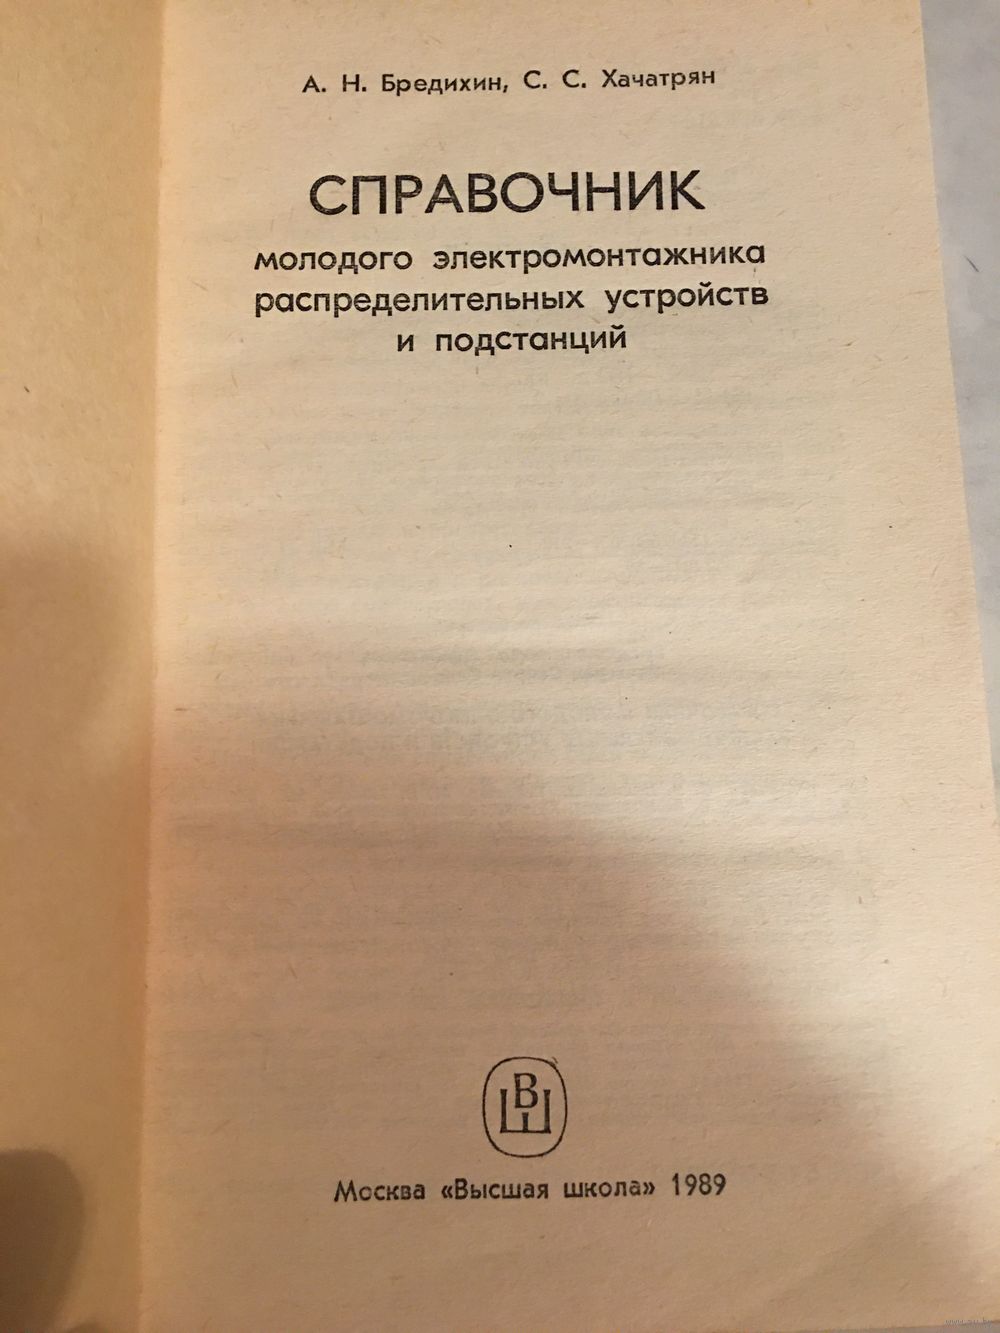 А. Н. Бредихин, С. С. Хачатрян
СПРАВОЧНИК
молодого электромонтажника
распределительных устройств
и подстанций
ВШ
Москва «Высшая школа» 1989